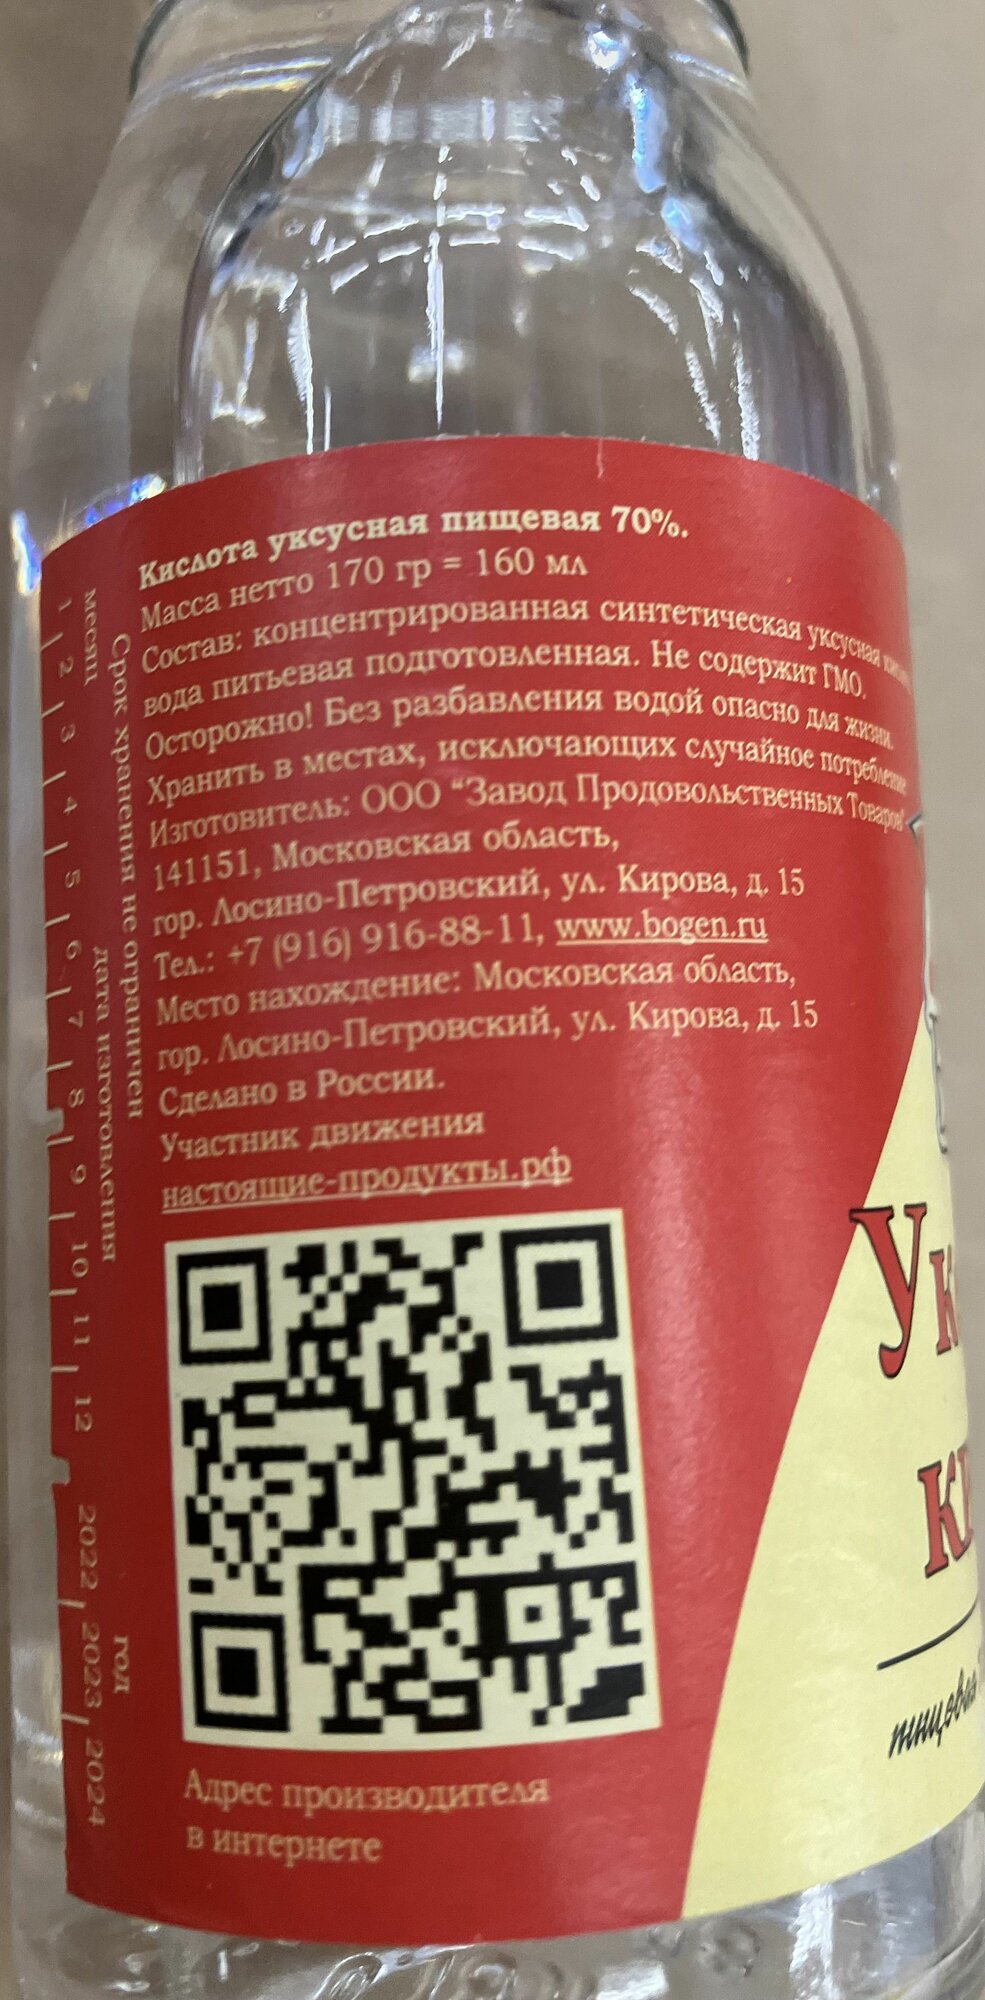 Кислота уксусная пищевая 70%.
Масса нетто 170 гр = 160 мл
Состав: концентрированная синтетическая уксусная
вода питьевая подготовленная. Не содержит ГМО.
Осторожно! Без разбавления водой опасно для жизни.
Хранить в местах, исключающих случайное потребление
Изготовитель: ООО "Завод Продовольственных Товаров"
141151, Московская область,
гор. Лосино-Петровский, ул. Кирова, д. 15
Тел.: +7 (916) 916-88-11, www.bogen.ru
Место нахождение: Московская область,
гор. Лосино-Петровский, ул. Кирова, д. 15
Сделано в России.
Участник движения
настоящие-продукты.рф
Адрес производителя
в интернете
Срок хранения не ограничен
месяц дата изготовления год
1 2 3 4 5 6 7 8 9 10 11 12 2022 2023 2024
Ук
ки
пищевая